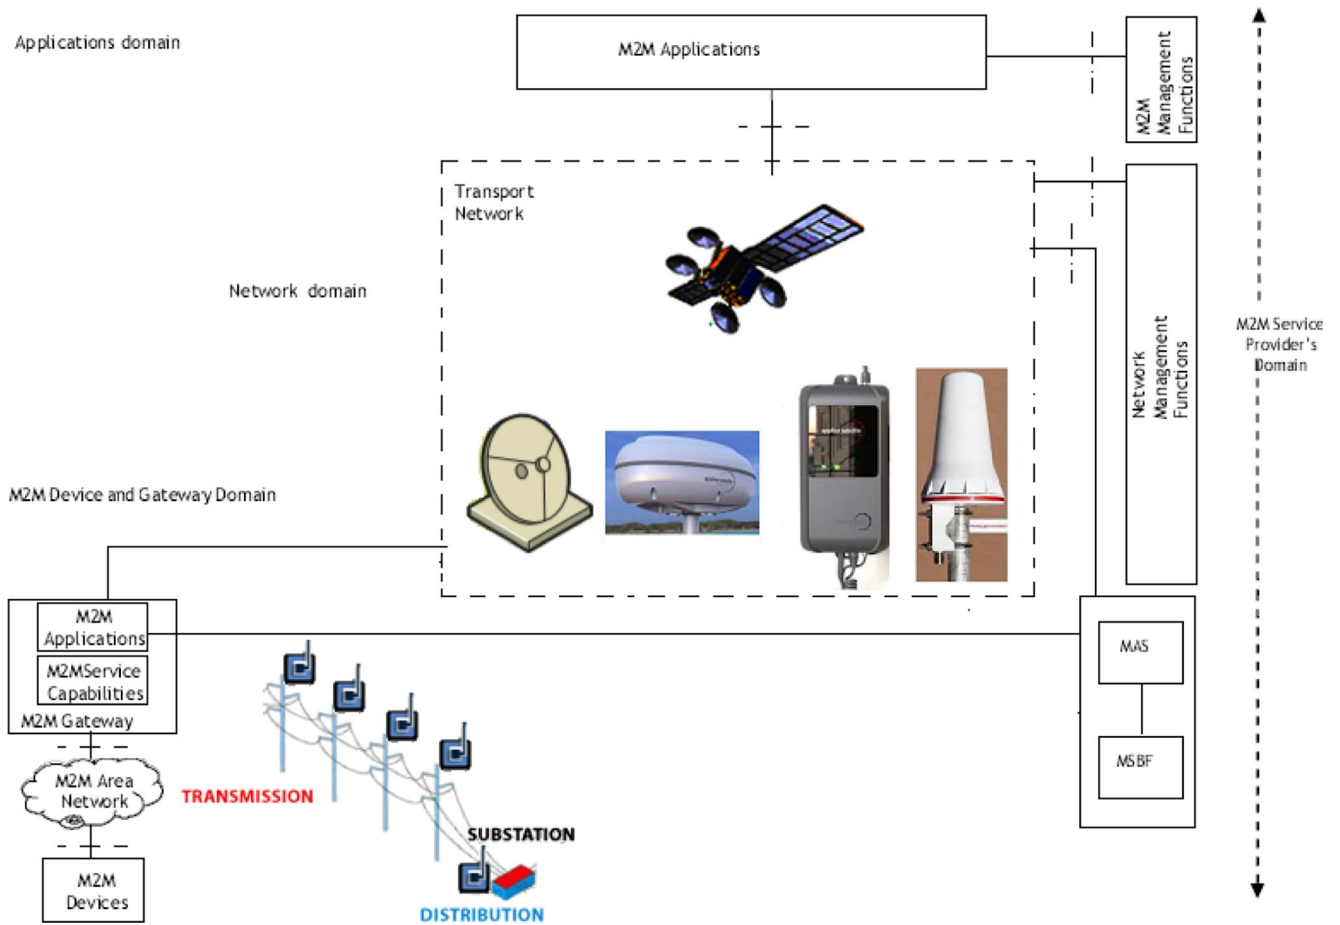 Applications domain
M2M Applications
M2M
Management
Functions
Transport
Network
Network domain
Network
Management
Functions
M2M Service
Provider's
Domain
M2M Device and Gateway Domain
M2M
Applications
M2MService
Capabilities
M2M Gateway
MAS
MSBF
M2M Area
Network
TRANSMISSION
SUBSTATION
M2M
Devices
DISTRIBUTION